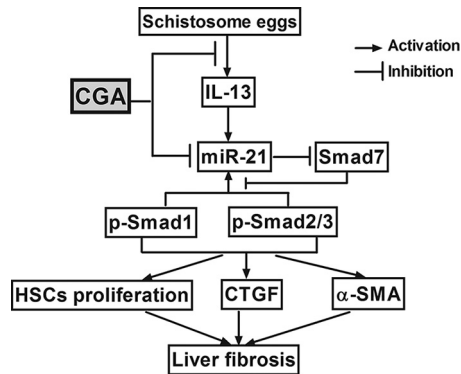 Schistosome eggs
Activation
Inhibition
CGA
IL-13
miR-21
Smad7
p-Smad1
p-Smad2/3
HSCs proliferation
CTGF
α-SMA
Liver fibrosis